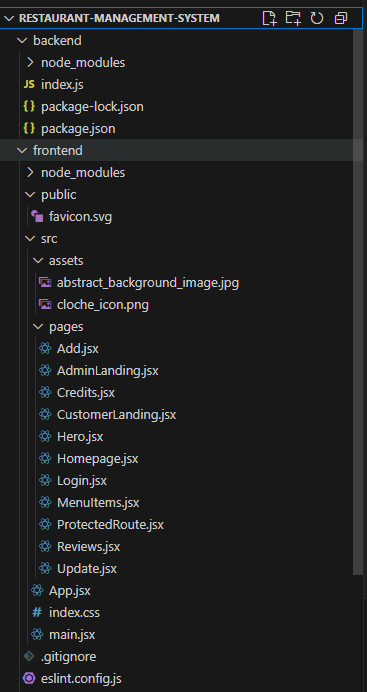 RESTAURANT-MANAGEMENT-SYSTEM
backend
node_modules
JS index.js
{} package-lock.json
{} package.json
frontend
node_modules
public
favicon.svg
src
assets
abstract_background_image.jpg
cloche_icon.png
pages
Add.jsx
AdminLanding.jsx
Credits.jsx
CustomerLanding.jsx
Hero.jsx
Homepage.jsx
Login.jsx
MenuItems.jsx
ProtectedRoute.jsx
Reviews.jsx
Update.jsx
App.jsx
# index.css
main.jsx
.gitignore
eslint.config.js